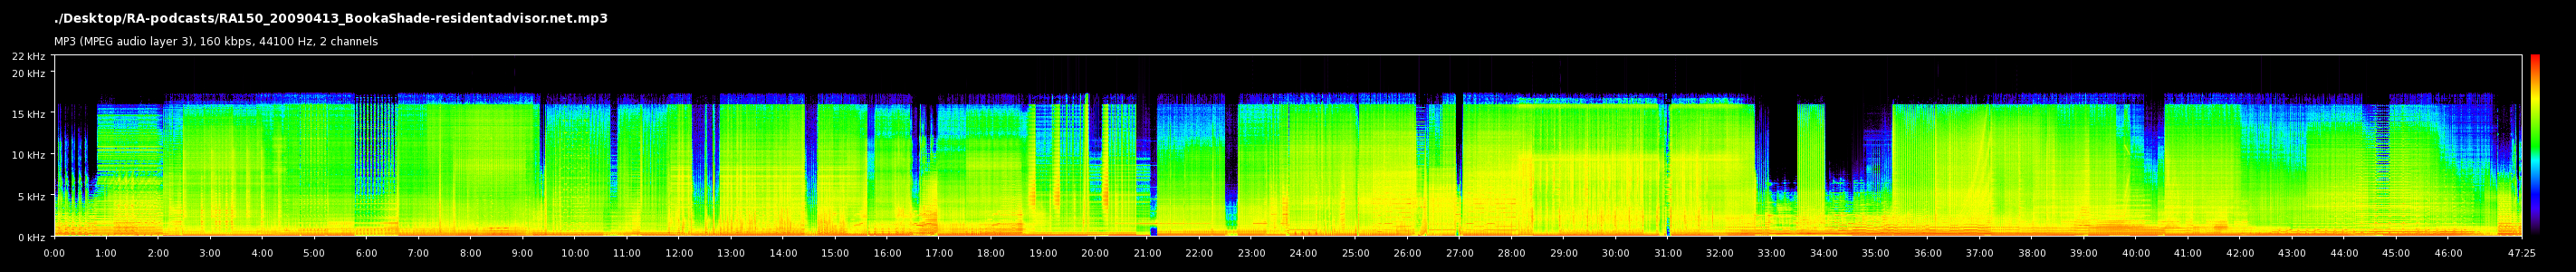 ./Desktop/RA-podcasts/RA150_20090413_BookaShade-residentadvisor.net.mp3
MP3 (MPEG audio layer 3), 160 kbps, 44100 Hz, 2 channels
22 kHz
20 kHz
15 kHz
10 kHz
5 kHz
0 kHz
0:00 1:00 2:00 3:00 4:00 5:00 6:00 7:00 8:00 9:00 10:00 11:00 12:00 13:00 14:00 15:00 16:00 17:00 18:00 19:00 20:00 21:00 22:00 23:00 24:00 25:00 26:00 27:00 28:00 29:00 30:00 31:00 32:00 33:00 34:00 35:00 36:00 37:00 38:00 39:00 40:00 41:00 42:00 43:00 44:00 45:00 46:00 47:25